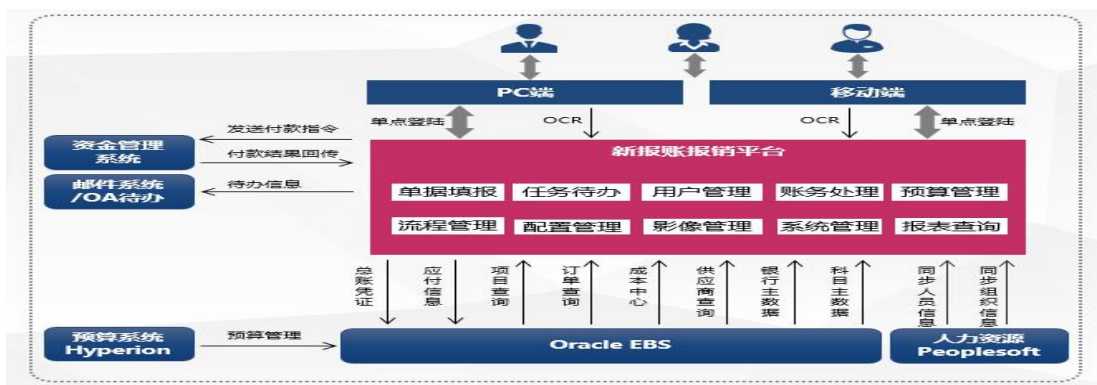 PC端
移动端
单点登陆
OCR
OCR
单点登陆
发送付款指令
资金管理
系统
付款结果回传
新报账报销平台
邮件系统
/OA待办
待办信息
单据填报
任务待办
用户管理
账务处理
预算管理
流程管理
配置管理
影像管理
系统管理
报表查询
总账凭证
应付信息
项目查询
订单查询
成本中心
供应商查询
银行主数据
科目主数据
同步人员信息
同步组织信息
预算系统
Hyperion
预算管理
Oracle EBS
人力资源
Peoplesoft